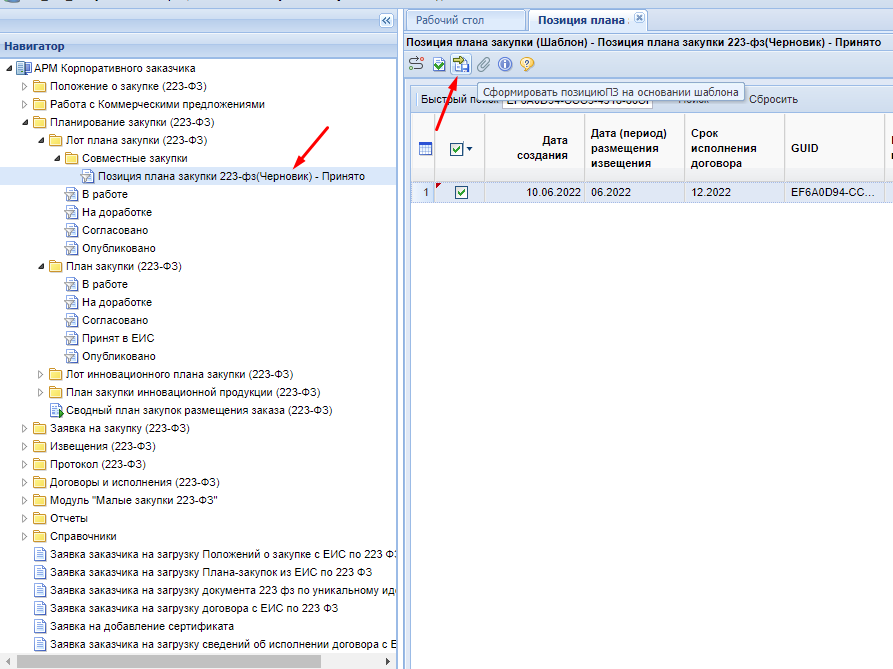 Навигатор
АРМ Корпоративного заказчика
Положение о закупке (223-ФЗ)
Работа с Коммерческими предложениями
Планирование закупки (223-ФЗ)
Лот плана закупки (223-ФЗ)
Совместные закупки
Позиция плана закупки 223-фз(Черновик) - Принято
В работе
На доработке
Согласовано
Опубликовано
План закупки (223-ФЗ)
В работе
На доработке
Согласовано
Принят в ЕИС
Опубликовано
Лот инновационного плана закупки (223-ФЗ)
План закупки инновационной продукции (223-ФЗ)
Сводный план закупок размещения заказа (223-ФЗ)
Заявка на закупку (223-ФЗ)
Извещения (223-ФЗ)
Протокол (223-ФЗ)
Договоры и исполнения (223-ФЗ)
Модуль "Малые закупки 223-ФЗ"
Отчеты
Справочники
Заявка заказчика на загрузку Положений о закупке с ЕИС по 223 ФЗ
Заявка заказчика на загрузку Плана-закупок из ЕИС по 223 ФЗ
Заявка заказчика на загрузку документа 223 фз по уникальному ид
Заявка заказчика на загрузку договора с ЕИС по 223 ФЗ
Заявка на добавление сертификата
Заявка заказчика на загрузку сведений об исполнении договора с Е
Рабочий стол
Позиция плана
Позиция плана закупки (Шаблон) - Позиция плана закупки 223-фз(Черновик) - Принято
Сформировать позициюПЗ на основании шаблона
Быстрый поиск
Сбросить
Дата создания
Дата (период) размещения извещения
Срок исполнения договора
GUID
1 10.06.2022 06.2022 12.2022 EF6A0D94-CC...